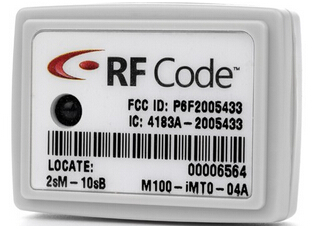 RF Code™
FCC ID: P6F2005433
IC: 4183A-2005433
LOCATE: 00006564
2sM-10sB M100-iMT0-04A